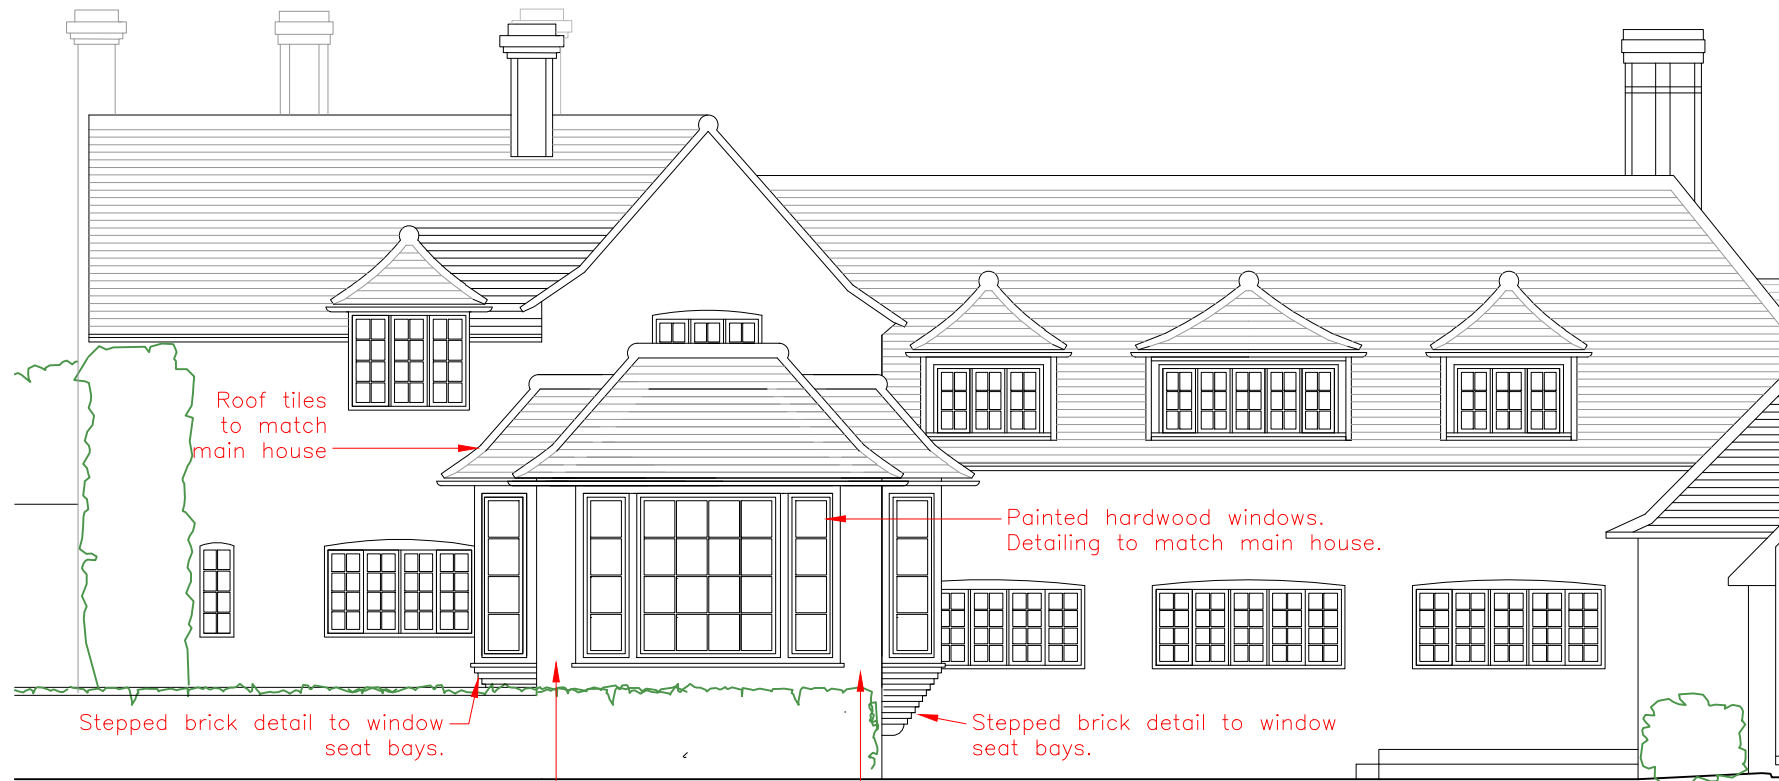 Roof tiles
to match
main house
Painted hardwood windows.
Detailing to match main house.
Stepped brick detail to window
seat bays.
Stepped brick detail to window
seat bays.